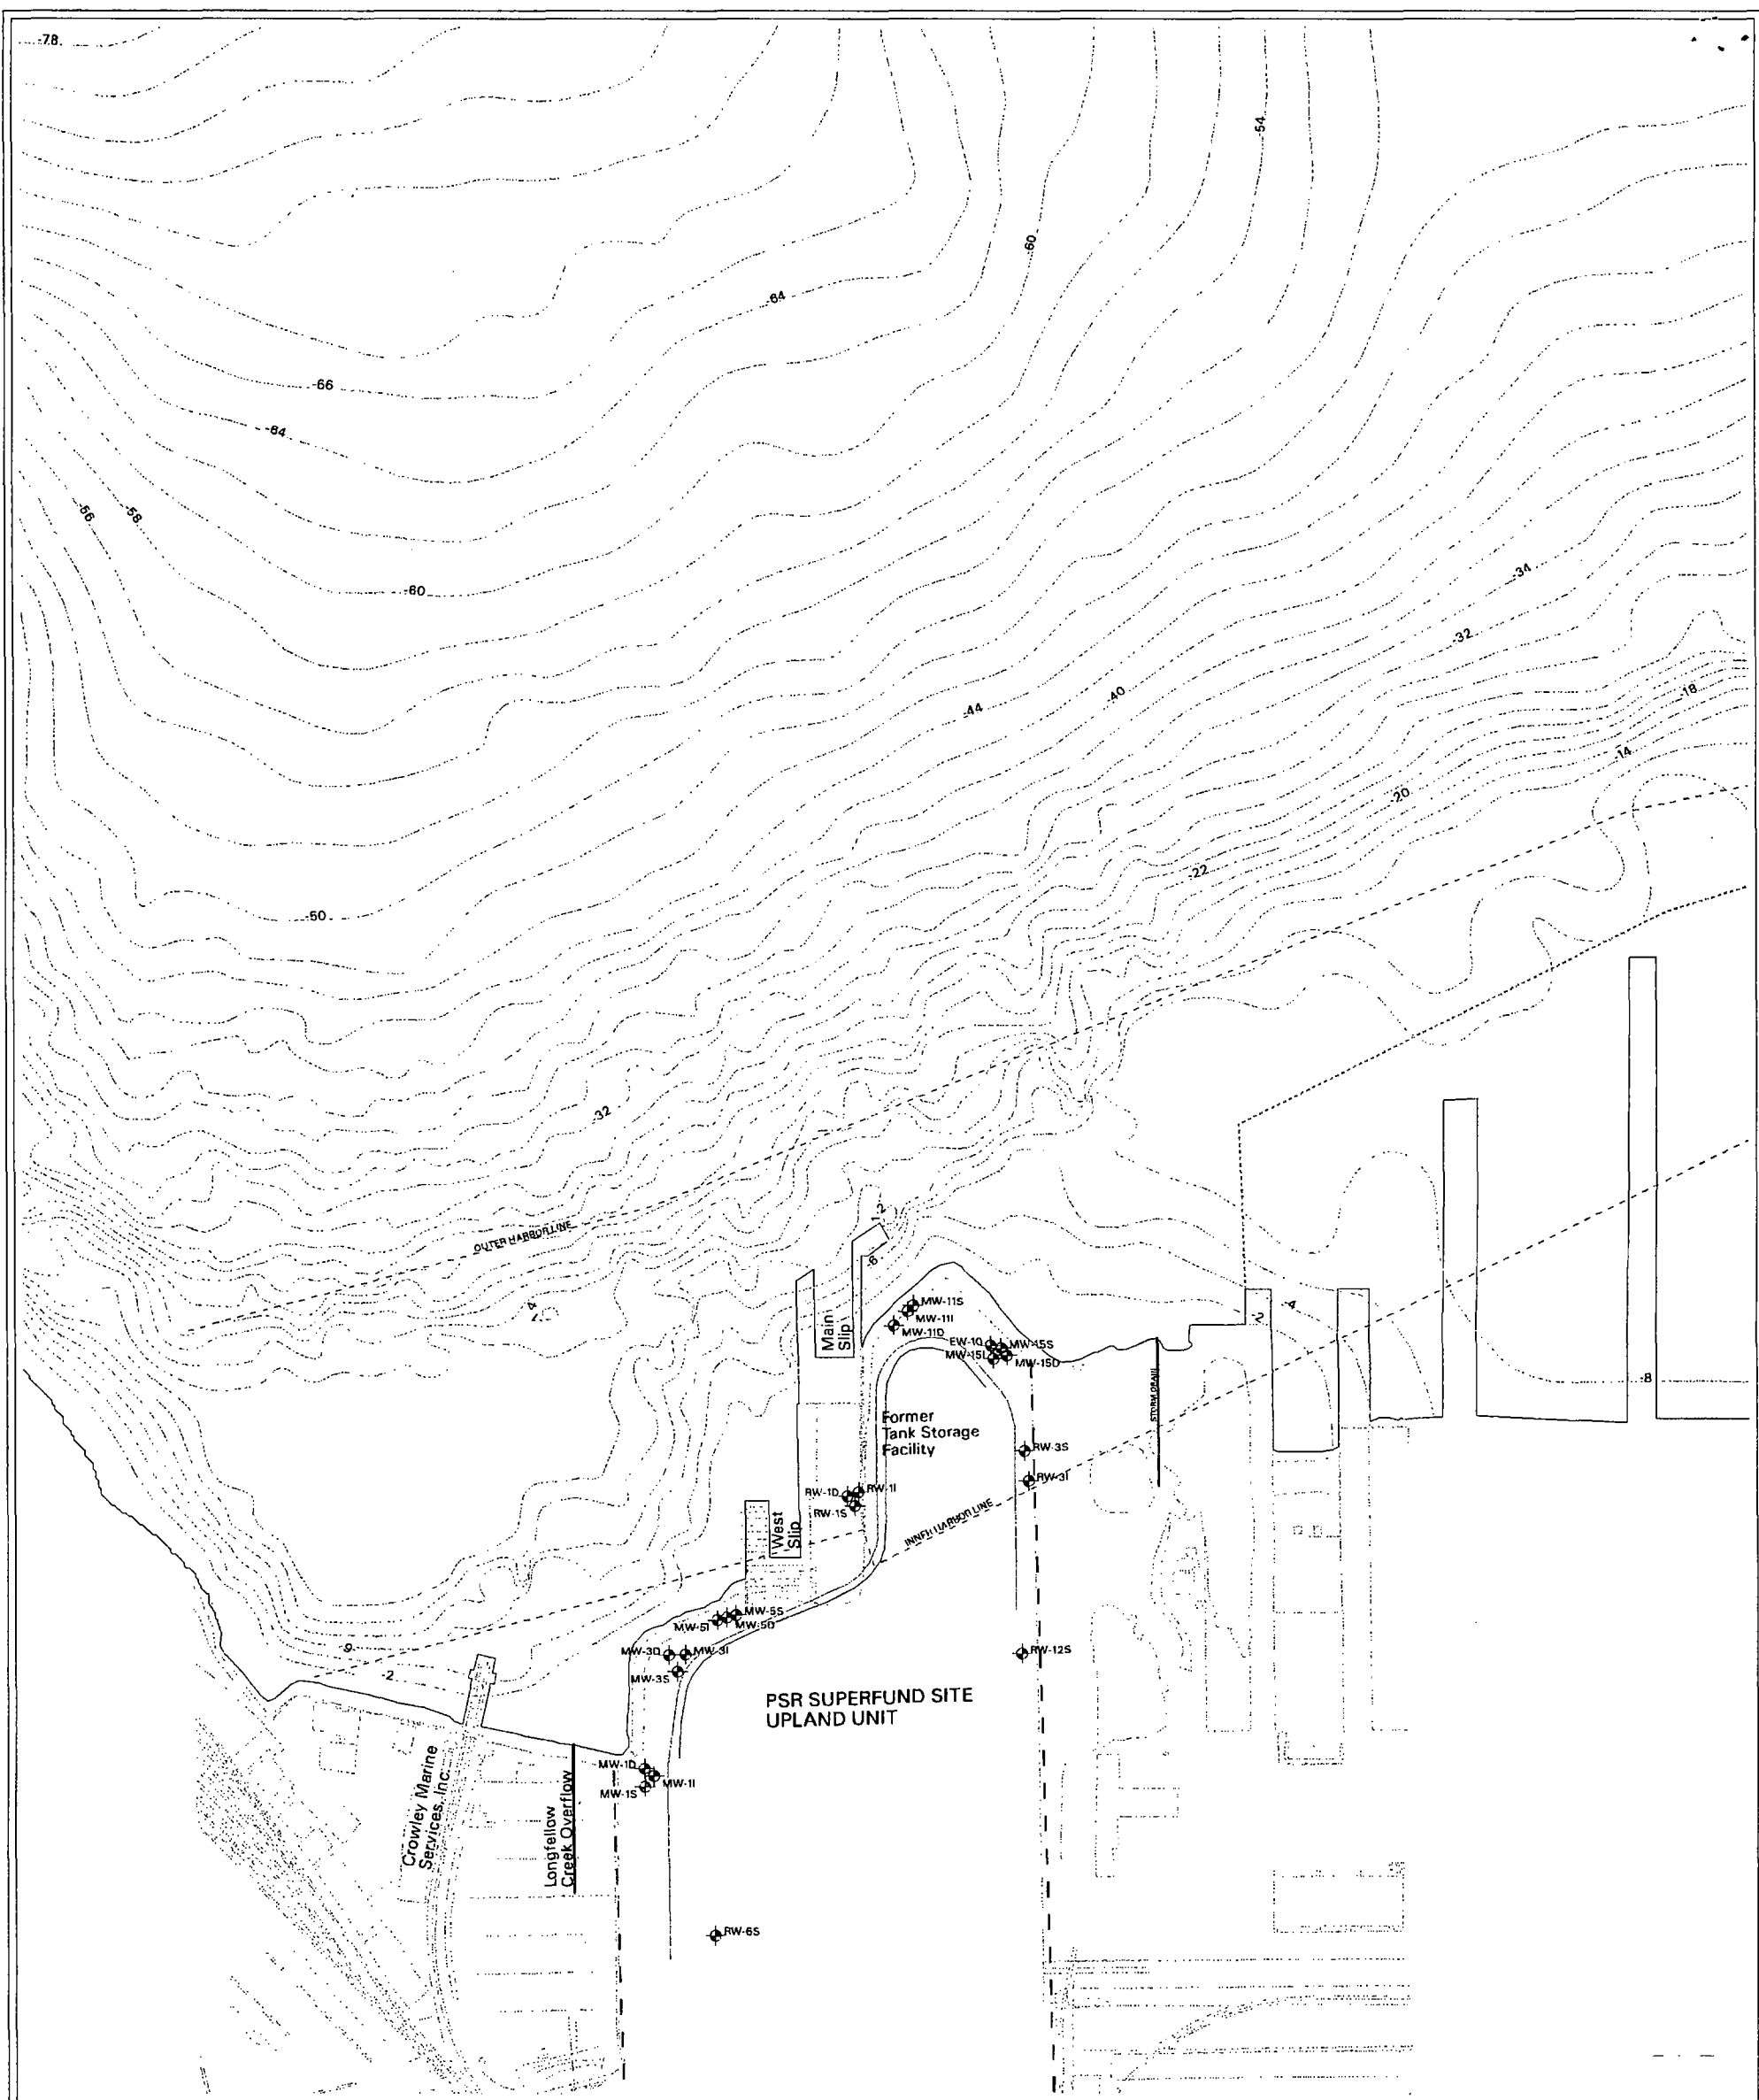 -78
-54
-60
-64
-66
-64
-56
-58
-60
-34
-32
-18
-40
-44
-14
-20
-22
-50
-32
OUTER HARBOR LINE
-6
-4
-2
-8
MW-11S
MW-11I
MW-11D
Main
Slip
EW-10
MW-15S
MW-15D
STORM DRAIN
Former
Tank Storage
Facility
RW-3S
RW-3I
RW-1D
RW-1I
RW-1S
INNER HARBOR LINE
West
Slip
MW-5S
MW-5I
MW-5D
MW-3D
MW-3I
MW-3S
RW-12S
-2
PSR SUPERFUND SITE
UPLAND UNIT
MW-1D
MW-1I
MW-1S
Crowley Marine
Services, Inc.
Longfellow
Creek Overflow
RW-6S